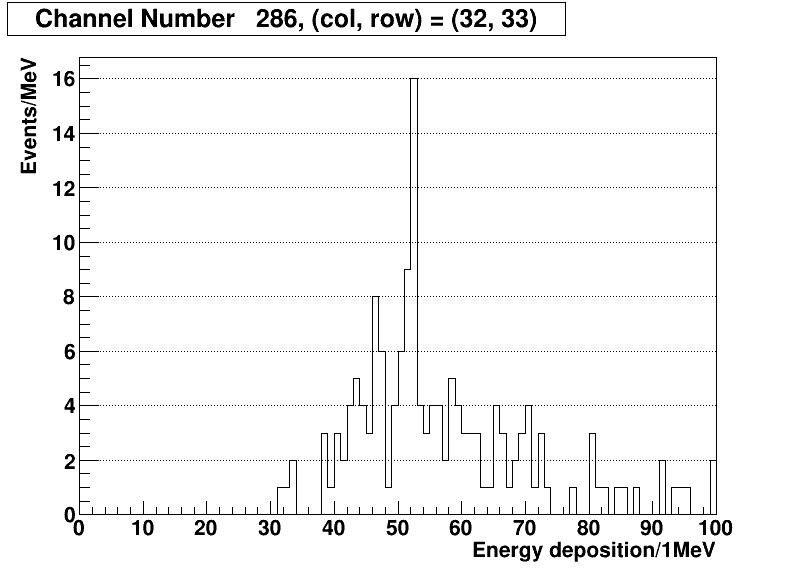 Channel Number 286, (col, row) = (32, 33)
Events/MeV
16
14
12
10
8
6
4
2
0
0 10 20 30 40 50 60 70 80 90 100
Energy deposition/1MeV